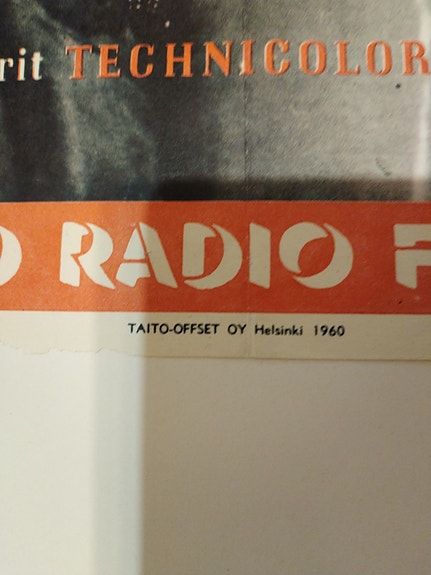 rit TECHNICOLOR
O RADIO F
TAITO-OFFSET OY Helsinki 1960